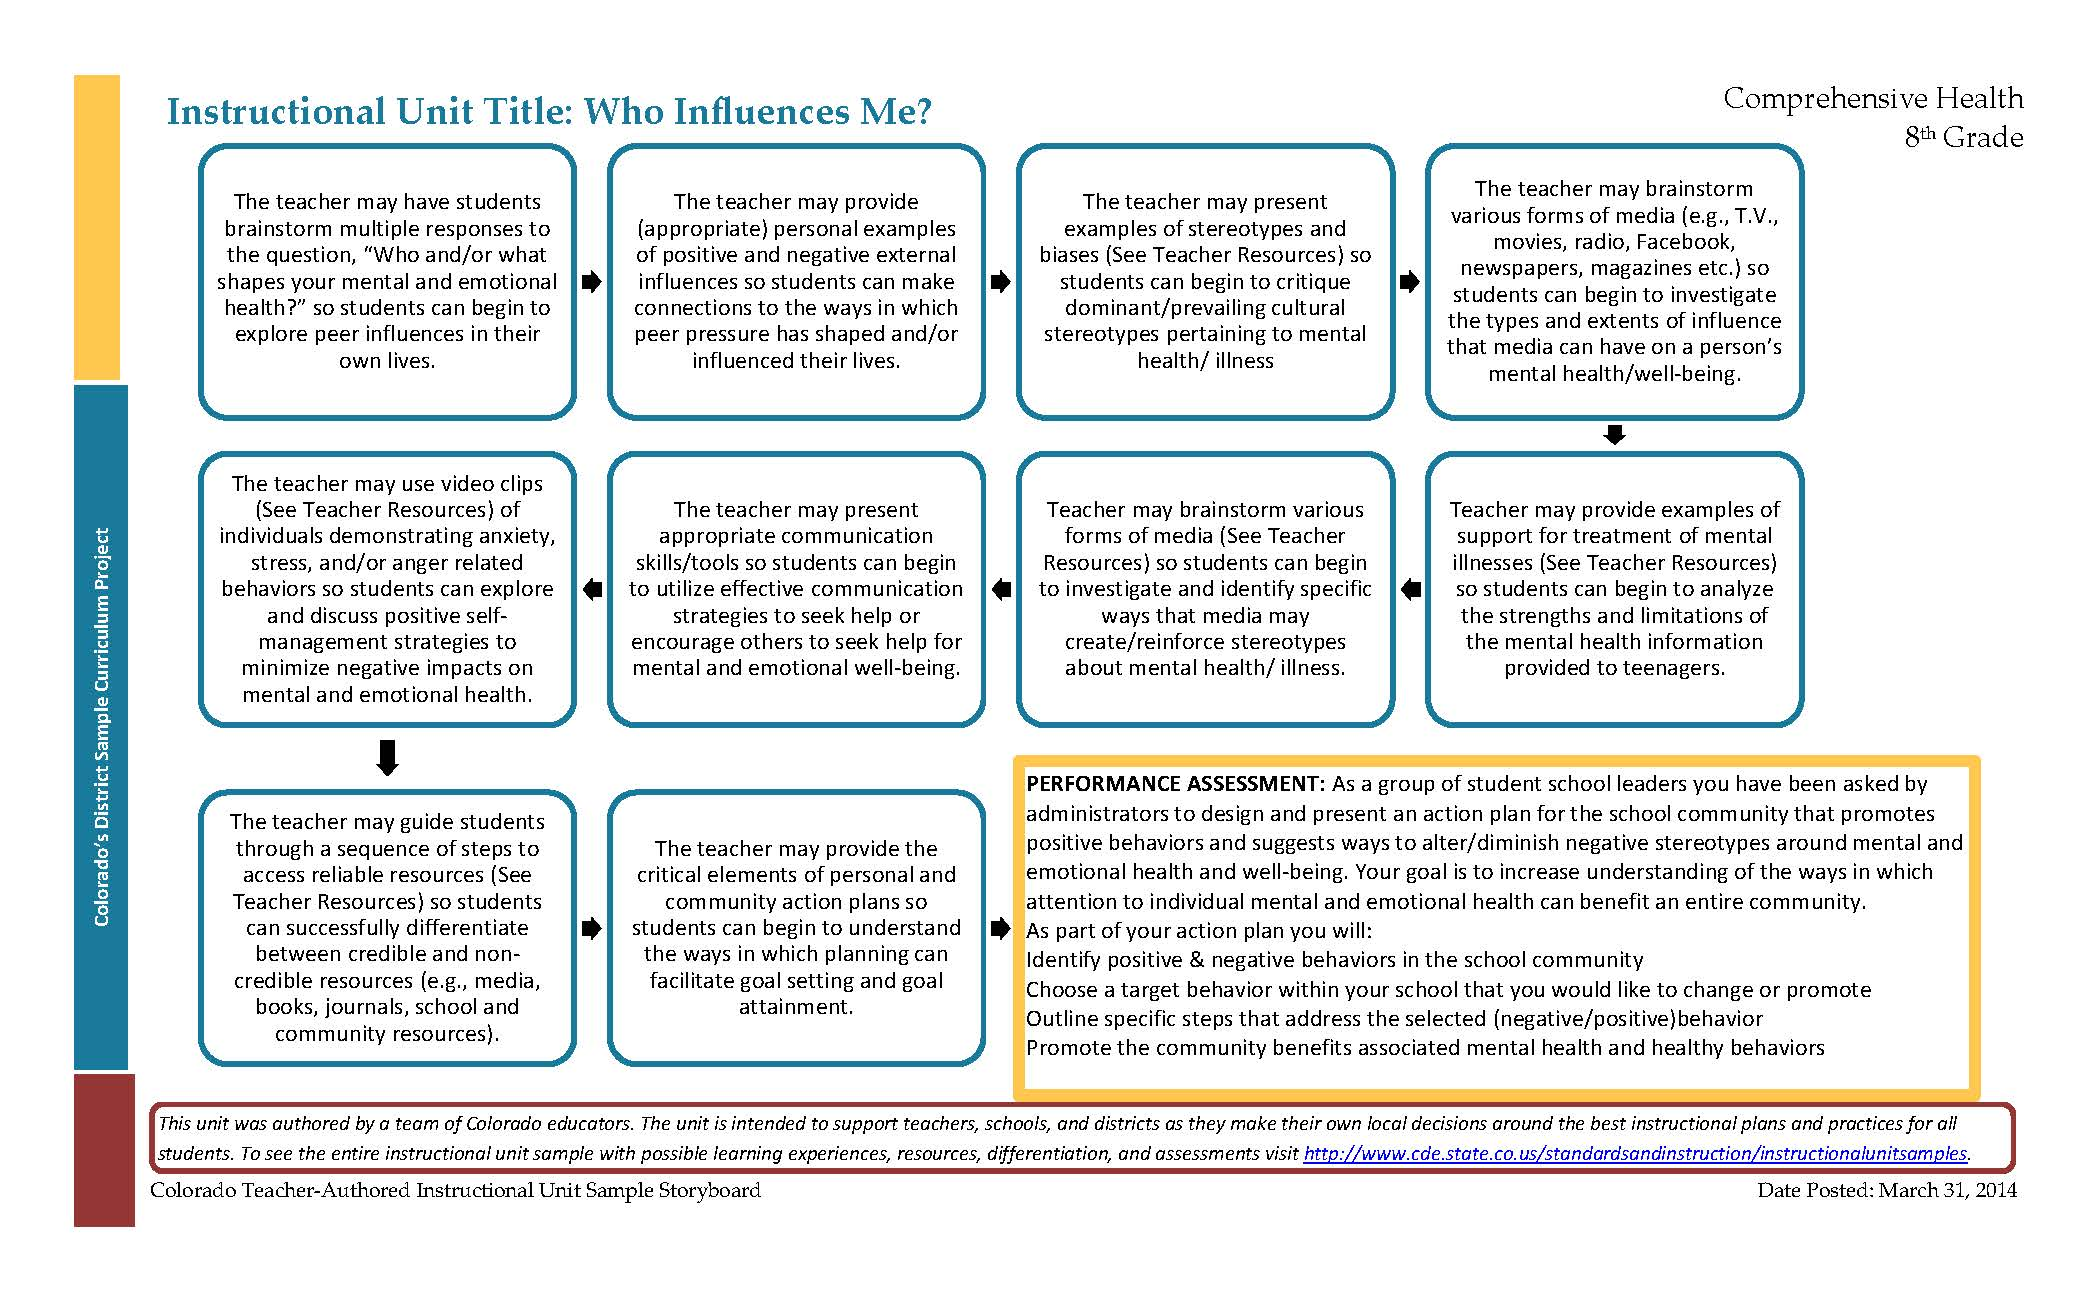 Instructional Unit Title: Who Influences Me?
Comprehensive Health
8th Grade
The teacher may have students
brainstorm multiple responses to
the question, “Who and/or what
shapes your mental and emotional
health?” so students can begin to
explore peer influences in their
own lives.
The teacher may provide
(appropriate) personal examples
of positive and negative external
influences so students can make
connections to the ways in which
peer pressure has shaped and/or
influenced their lives.
The teacher may present
examples of stereotypes and
biases (See Teacher Resources) so
students can begin to critique
dominant/prevailing cultural
stereotypes pertaining to mental
health/ illness
The teacher may brainstorm
various forms of media (e.g., T.V.,
movies, radio, Facebook,
newspapers, magazines etc.) so
students can begin to investigate
the types and extents of influence
that media can have on a person’s
mental health/well-being.
Teacher may provide examples of
support for treatment of mental
illnesses (See Teacher Resources)
so students can begin to analyze
the strengths and limitations of
the mental health information
provided to teenagers.
Teacher may brainstorm various
forms of media (See Teacher
Resources) so students can begin
to investigate and identify specific
ways that media may
create/reinforce stereotypes
about mental health/ illness.
The teacher may present
appropriate communication
skills/tools so students can begin
to utilize effective communication
strategies to seek help or
encourage others to seek help for
mental and emotional well-being.
The teacher may use video clips
(See Teacher Resources) of
individuals demonstrating anxiety,
stress, and/or anger related
behaviors so students can explore
and discuss positive self-
management strategies to
minimize negative impacts on
mental and emotional health.
The teacher may guide students
through a sequence of steps to
access reliable resources (See
Teacher Resources) so students
can successfully differentiate
between credible and non-
credible resources (e.g., media,
books, journals, school and
community resources).
The teacher may provide the
critical elements of personal and
community action plans so
students can begin to understand
the ways in which planning can
facilitate goal setting and goal
attainment.
PERFORMANCE ASSESSMENT: As a group of student school leaders you have been asked by
administrators to design and present an action plan for the school community that promotes
positive behaviors and suggests ways to alter/diminish negative stereotypes around mental and
emotional health and well-being. Your goal is to increase understanding of the ways in which
attention to individual mental and emotional health can benefit an entire community.
As part of your action plan you will:
Identify positive & negative behaviors in the school community
Choose a target behavior within your school that you would like to change or promote
Outline specific steps that address the selected (negative/positive)behavior
Promote the community benefits associated mental health and healthy behaviors
Colorado’s District Sample Curriculum Project
This unit was authored by a team of Colorado educators. The unit is intended to support teachers, schools, and districts as they make their own local decisions around the best instructional plans and practices for all
students. To see the entire instructional unit sample with possible learning experiences, resources, differentiation, and assessments visit http://www.cde.state.co.us/standardsandinstruction/instructionalunitsamples.
Colorado Teacher-Authored Instructional Unit Sample Storyboard
Date Posted: March 31, 2014